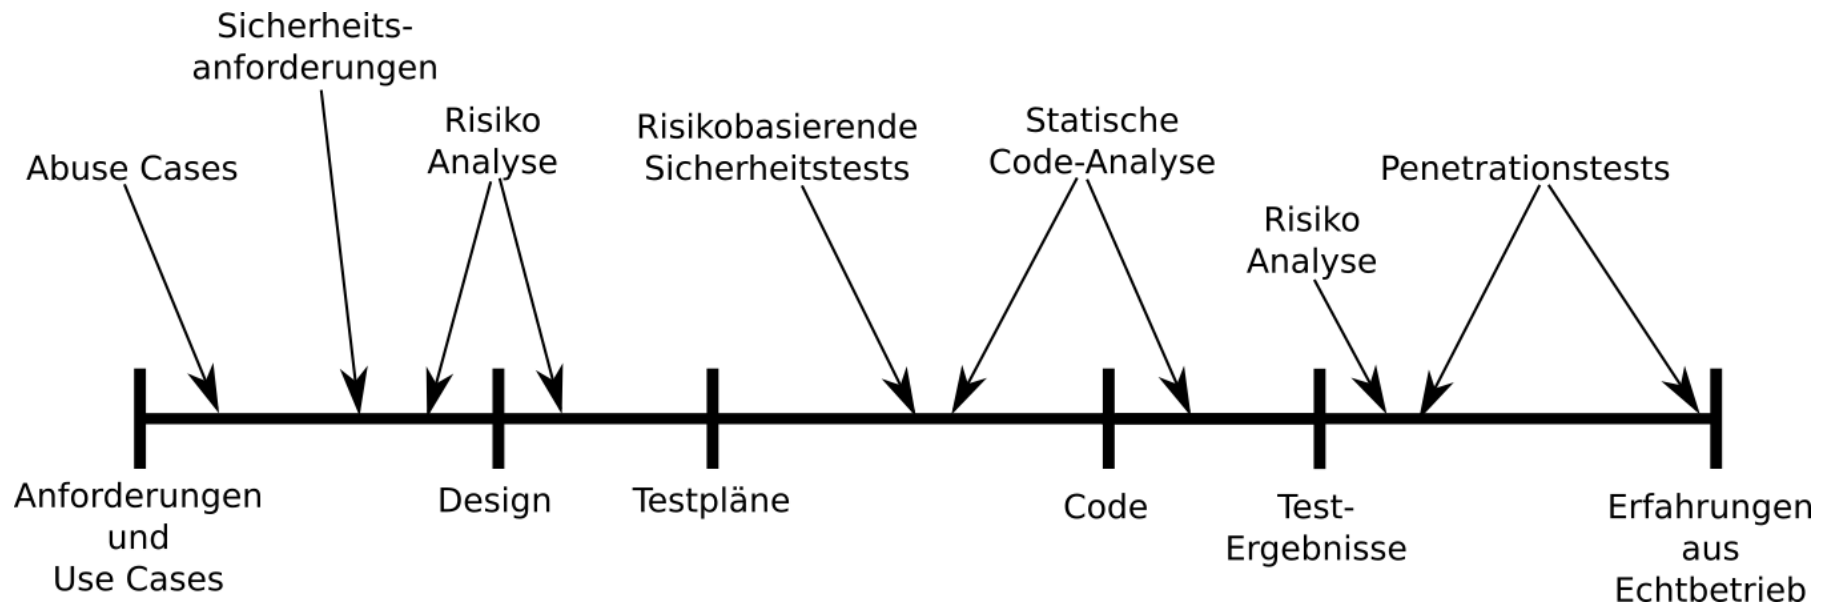 Sicherheits-
anforderungen
Abuse Cases
Risiko
Analyse
Risikobasierende
Sicherheitstests
Statische
Code-Analyse
Risiko
Analyse
Penetrationstests
Anforderungen
und
Use Cases
Design
Testpläne
Code
Test-
Ergebnisse
Erfahrungen
aus
Echtbetrieb